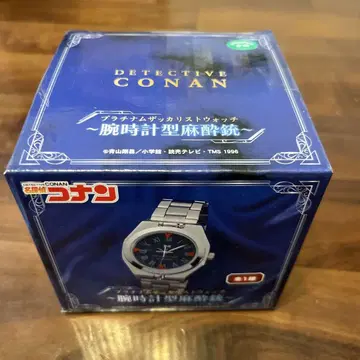 DETECTIVE
CONAN
プラチナムザッカリストウォッチ
~腕時計型麻酔銃~
©青山剛昌/小学館・読売テレビ・TMS 1996
DETECTIVE CONAN
名探偵
コナン
全1種
プラチナムザッカリストウォッチ
~腕時計型麻酔銃~